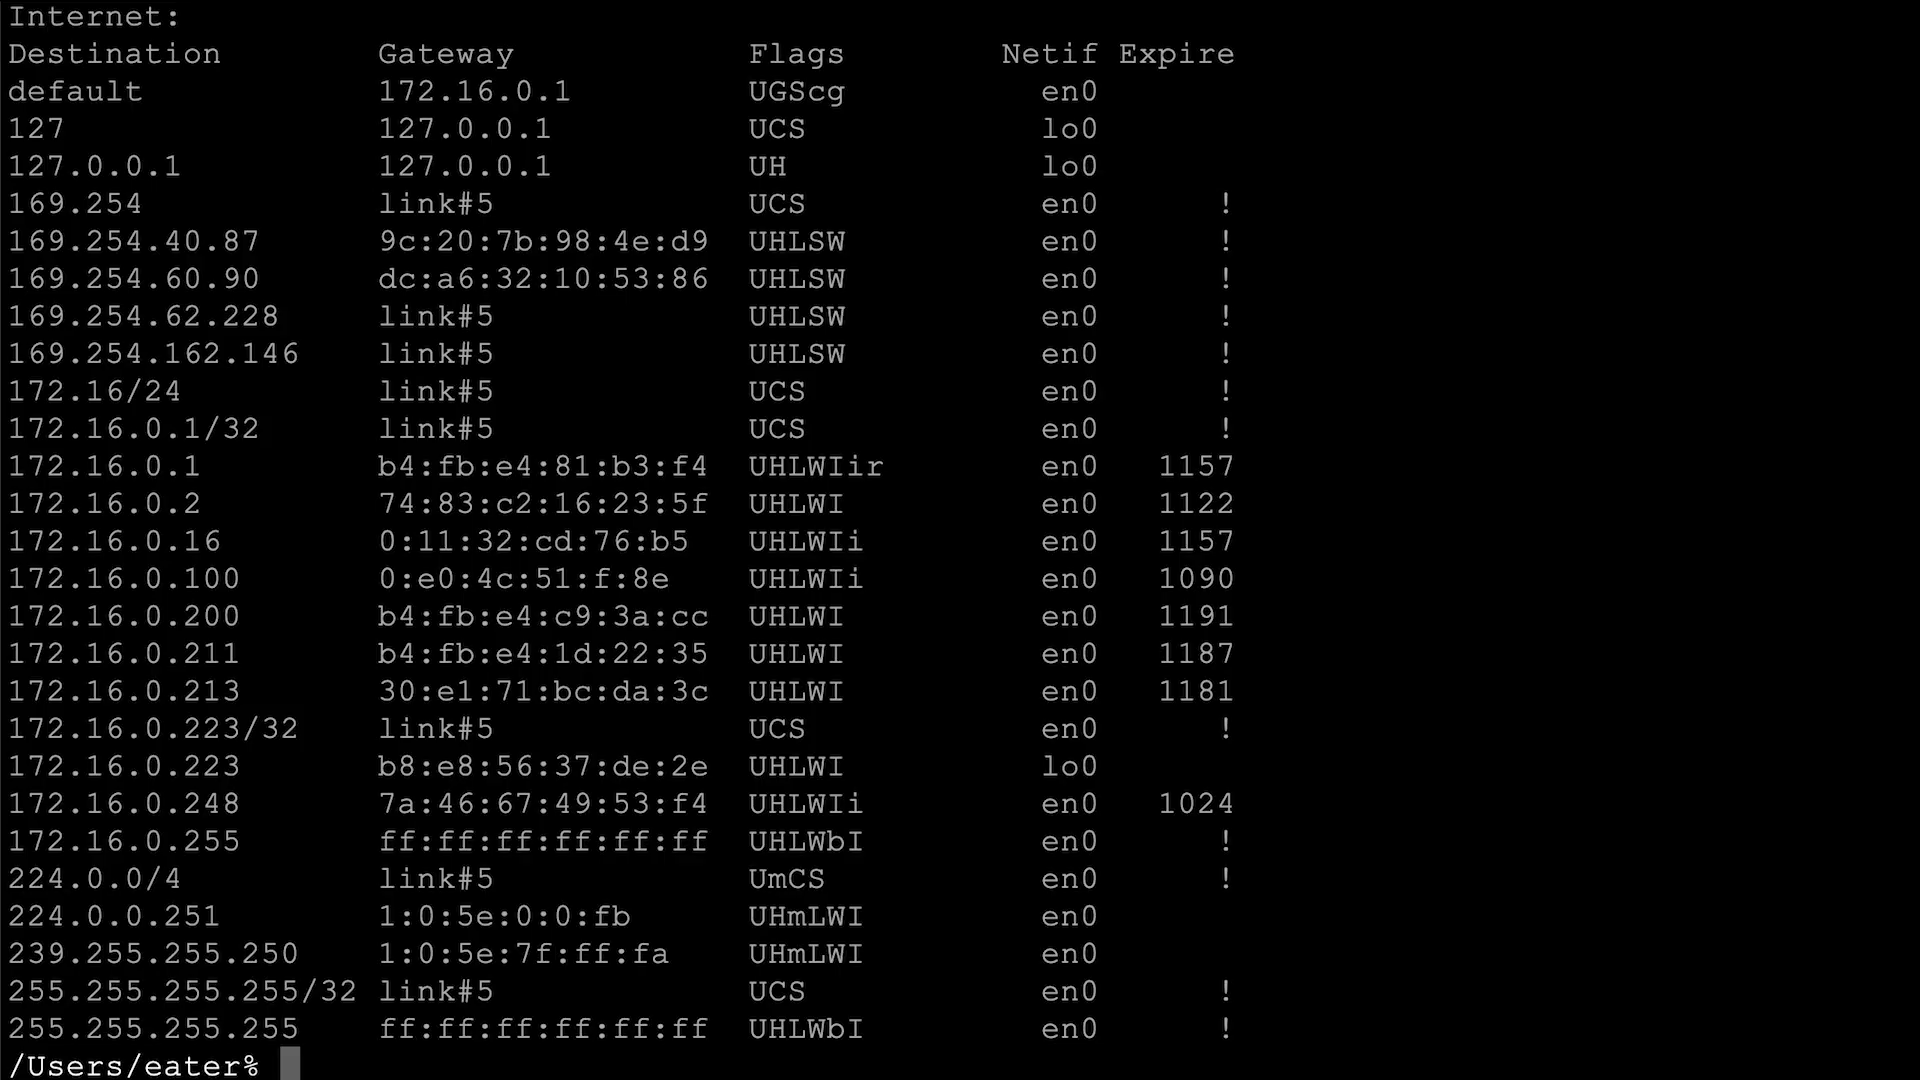 Internet:
Destination        Gateway            Flags        Netif Expire
default            172.16.0.1         UGScg          en0
127                127.0.0.1          UCS            lo0
127.0.0.1          127.0.0.1          UH             lo0
169.254            link#5             UCS            en0      !
169.254.40.87      9c:20:7b:98:4e:d9  UHLSW          en0      !
169.254.60.90      dc:a6:32:10:53:86  UHLSW          en0      !
169.254.62.228     link#5             UHLSW          en0      !
169.254.162.146    link#5             UHLSW          en0      !
172.16/24          link#5             UCS            en0      !
172.16.0.1/32      link#5             UCS            en0      !
172.16.0.1         b4:fb:e4:81:b3:f4  UHLWIir        en0   1157
172.16.0.2         74:83:c2:16:23:5f  UHLWI          en0   1122
172.16.0.16        0:11:32:cd:76:b5   UHLWIi         en0   1157
172.16.0.100       0:e0:4c:51:f:8e    UHLWIi         en0   1090
172.16.0.200       b4:fb:e4:c9:3a:cc  UHLWI          en0   1191
172.16.0.211       b4:fb:e4:1d:22:35  UHLWI          en0   1187
172.16.0.213       30:e1:71:bc:da:3c  UHLWI          en0   1181
172.16.0.223/32    link#5             UCS            en0      !
172.16.0.223       b8:e8:56:37:de:2e  UHLWI          lo0
172.16.0.248       7a:46:67:49:53:f4  UHLWIi         en0   1024
172.16.0.255       ff:ff:ff:ff:ff:ff  UHLWbI         en0      !
224.0.0/4          link#5             UmCS           en0      !
224.0.0.251        1:0:5e:0:0:fb      UHmLWI         en0
239.255.255.250    1:0:5e:7f:ff:fa    UHmLWI         en0
255.255.255.255/32 link#5             UCS            en0      !
255.255.255.255    ff:ff:ff:ff:ff:ff  UHLWbI         en0      !
/Users/eater%